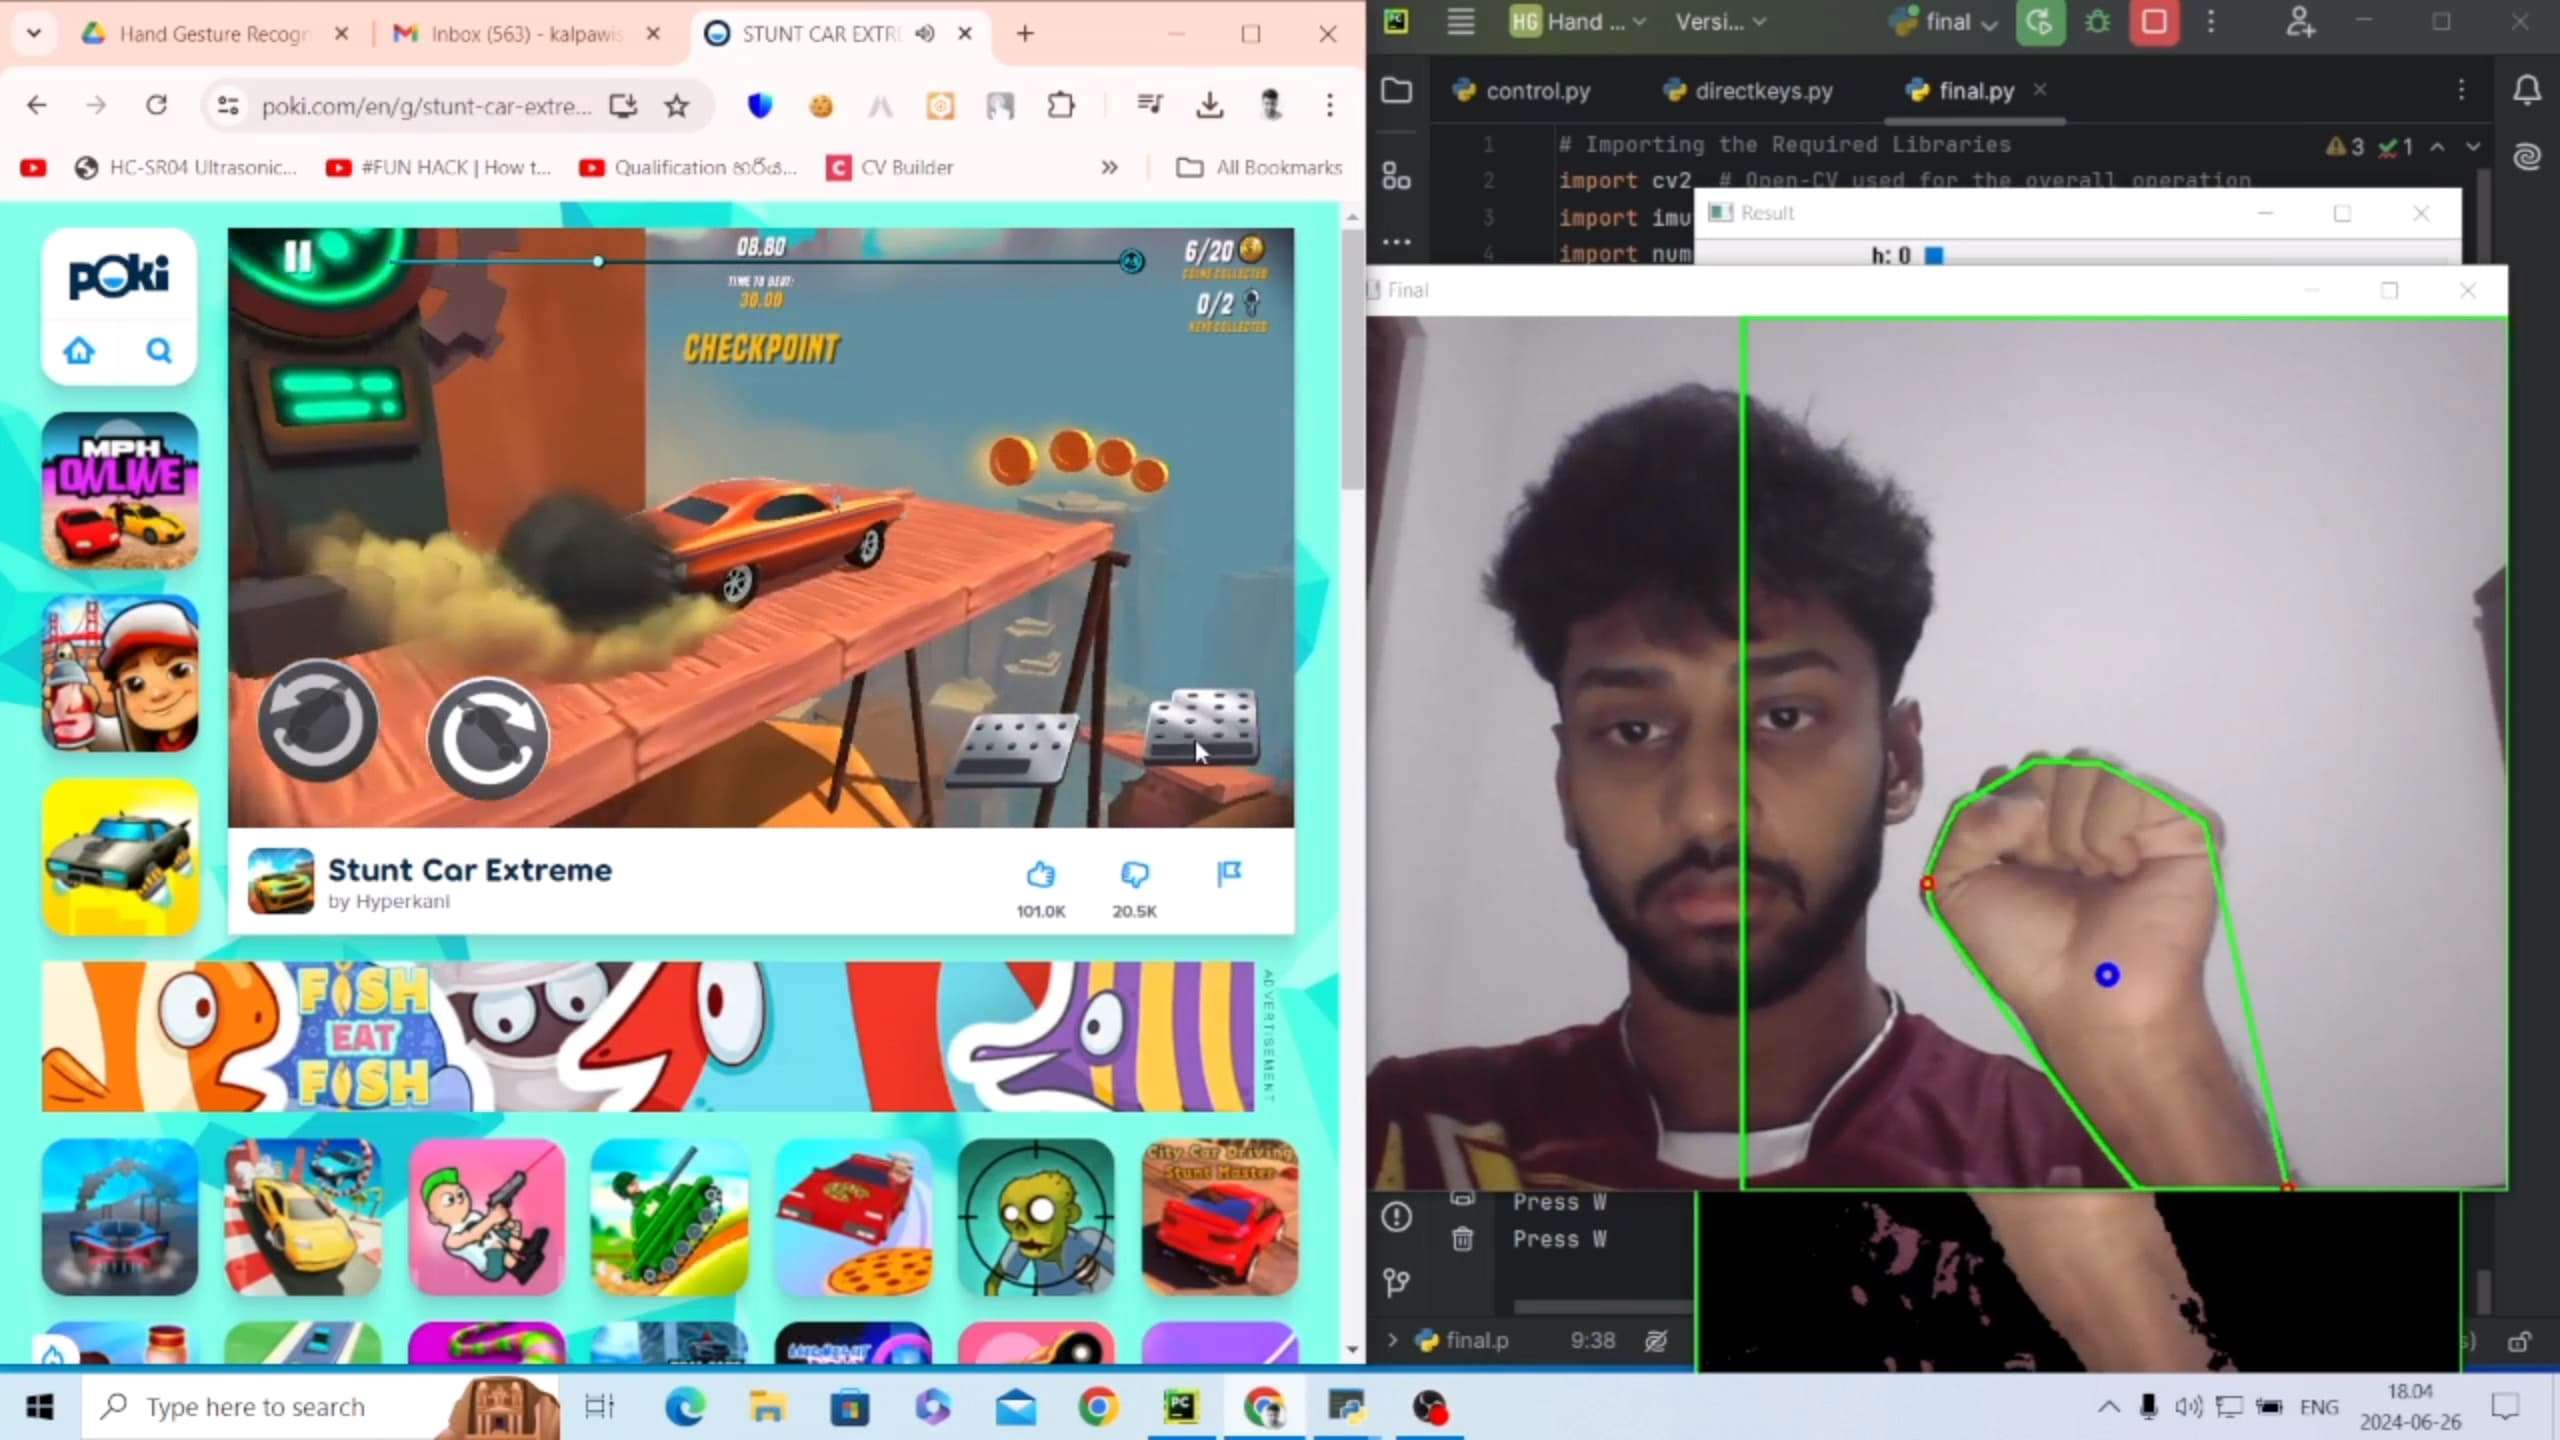 Hand Gesture Recogn
Inbox (563) - kalpawis
STUNT CAR EXTR
poki.com/en/g/stunt-car-extre...
HC-SR04 Ultrasonic...
#FUN HACK | How t...
Qualification
CV Builder
»
All Bookmarks
poki
08.80
TIME TO BEAT:
30.00
6/20
COINS COLLECTED
0/2
KEYS COLLECTED
CHECKPOINT
MPH
ONLINE
Stunt Car Extreme
by Hyperkani
101.0K
20.5K
FISH
EAT
FISH
ADVERTISEMENT
City Car Driving
Stunt Master
HG Hand ...
Versi...
final
control.py
directkeys.py
final.py
1 # Importing the Required Libraries
3 1
2 import cv2 # Open-CV used for the overall operation
3 import imu
4 import num
Result
h: 0
Final
Press W
Press W
final.p
9:38
Type here to search
PC
ENG
18.04
2024-06-26